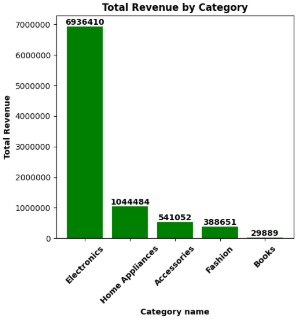 Total Revenue by Category
Total Revenue
7000000
6000000
5000000
4000000
3000000
2000000
1000000
0
6936410
1044484
541052
388651
29889
Electronics
Home Appliances
Accessories
Fashion
Books
Category name